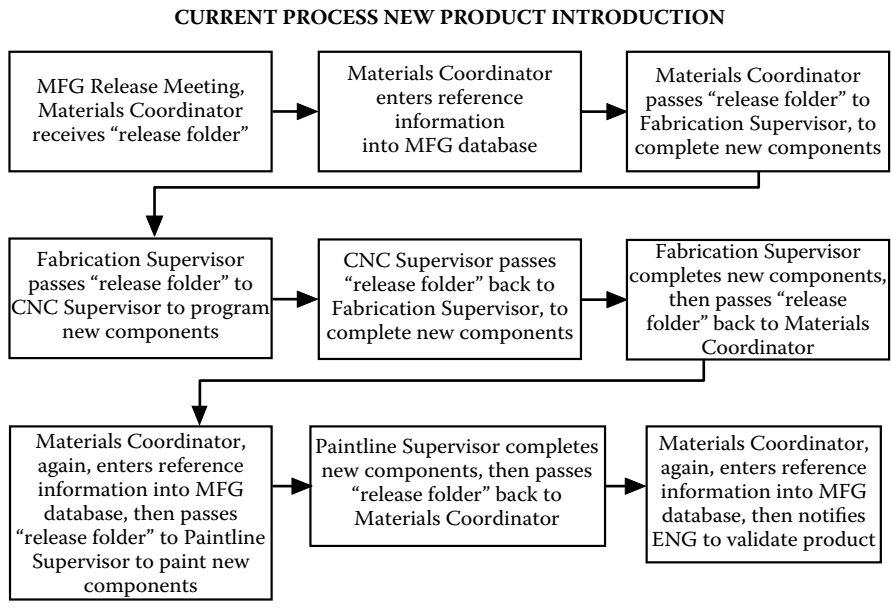 CURRENT PROCESS NEW PRODUCT INTRODUCTION
MFG Release Meeting,
Materials Coordinator
receives “release folder”
Materials Coordinator
enters reference
information
into MFG database
Materials Coordinator
passes “release folder” to
Fabrication Supervisor, to
complete new components
Fabrication Supervisor
passes “release folder” to
CNC Supervisor to program
new components
CNC Supervisor passes
“release folder” back to
Fabrication Supervisor, to
complete new components
Fabrication Supervisor
completes new components,
then passes “release
folder” back to Materials
Coordinator
Materials Coordinator,
again, enters reference
information into MFG
database, then passes
“release folder” to Paintline
Supervisor to paint new
components
Paintline Supervisor completes
new components, then passes
“release folder” back to
Materials Coordinator
Materials Coordinator,
again, enters reference
information into MFG
database, then notifies
ENG to validate product